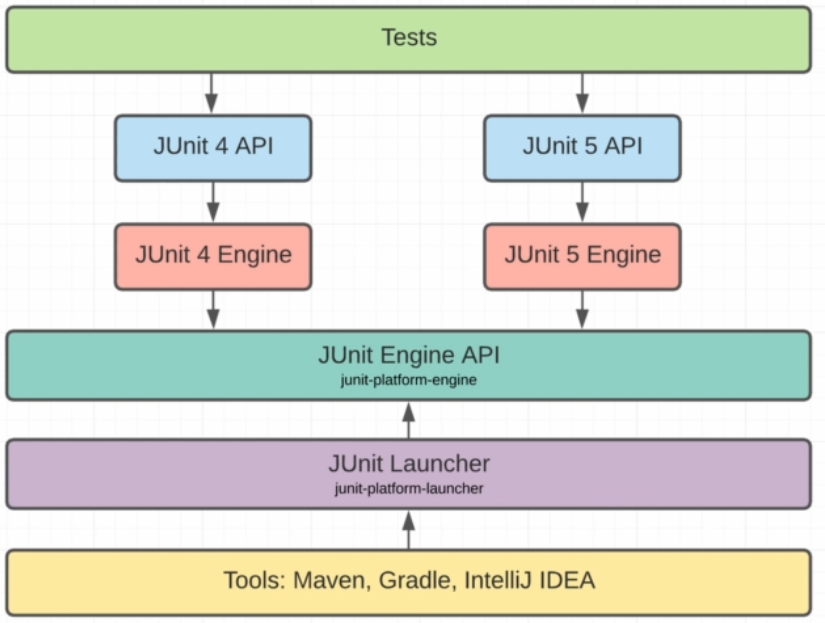 Tests
JUnit 4 API
JUnit 5 API
JUnit 4 Engine
JUnit 5 Engine
JUnit Engine API
junit-platform-engine
JUnit Launcher
junit-platform-launcher
Tools: Maven, Gradle, IntelliJ IDEA